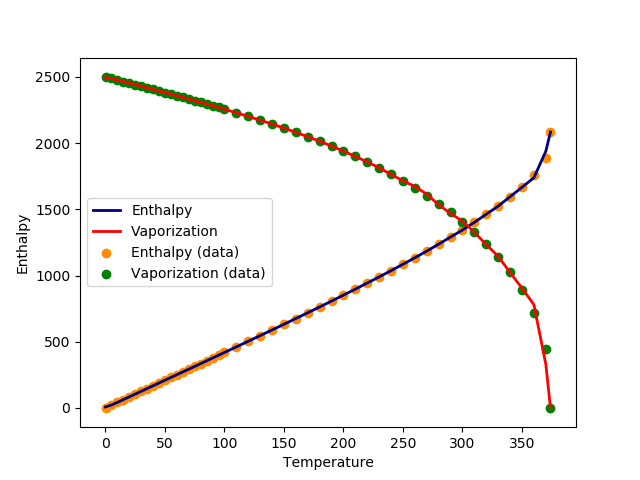 2500
2000
1500
1000
500
0
Enthalpy
Enthalpy
Vaporization
Enthalpy (data)
Vaporization (data)
0 50 100 150 200 250 300 350
Temperature